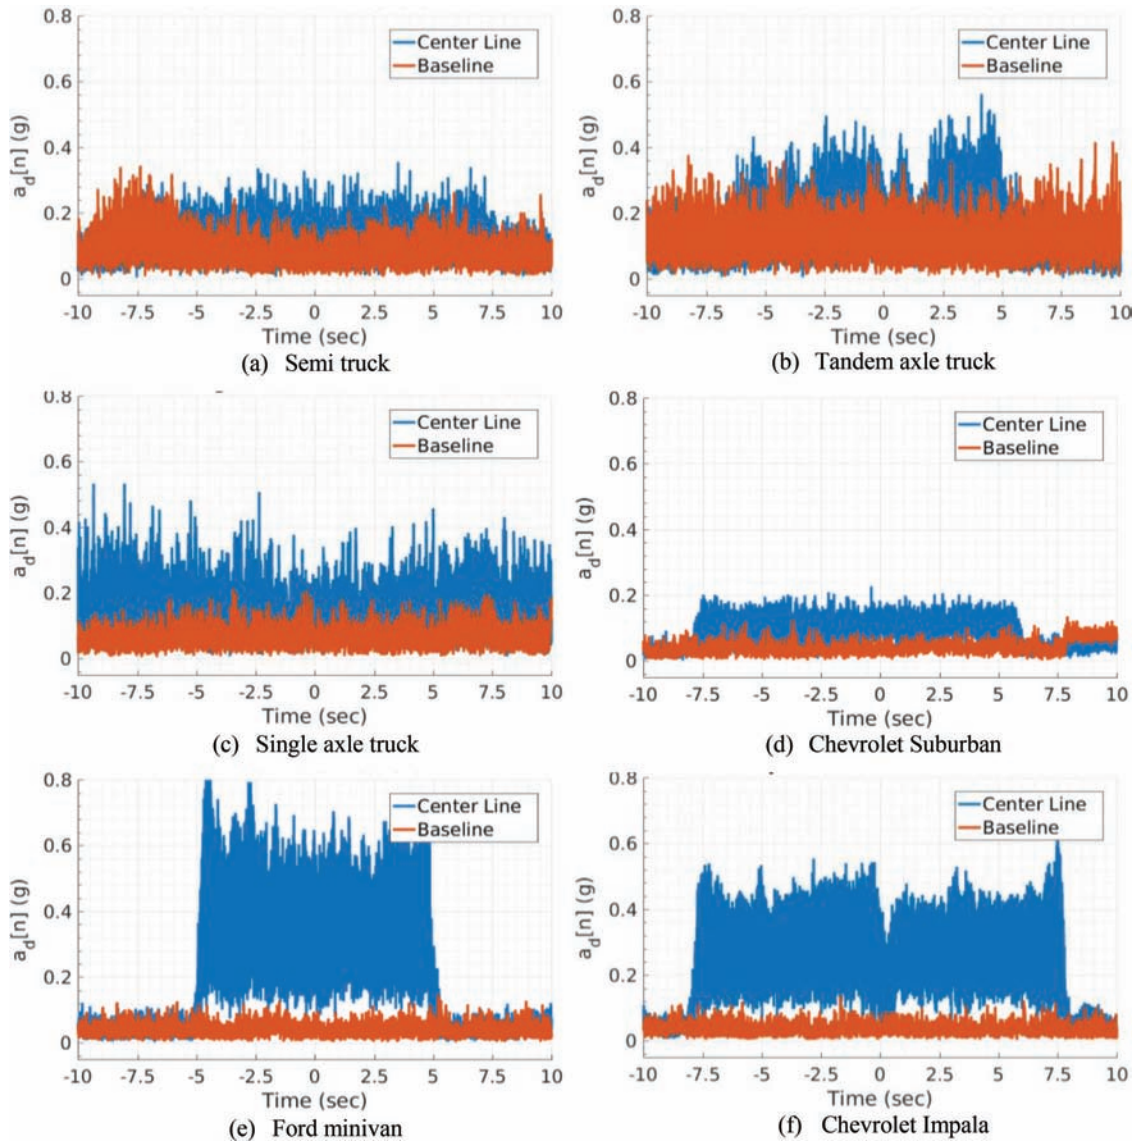 0.8
0.6
0.4
0.2
0
a_d[n] (g)
Center Line
Baseline
-10 -7.5 -5 -2.5 0 2.5 5 7.5 10
Time (sec)
(a) Semi truck
0.8
0.6
0.4
0.2
0
a_d[n] (g)
Center Line
Baseline
-10 -7.5 -5 -2.5 0 2.5 5 7.5 10
Time (sec)
(b) Tandem axle truck
0.8
0.6
0.4
0.2
0
a_d[n] (g)
Center Line
Baseline
-10 -7.5 -5 -2.5 0 2.5 5 7.5 10
Time (sec)
(c) Single axle truck
0.8
0.6
0.4
0.2
0
a_d[n] (g)
Center Line
Baseline
-10 -7.5 -5 -2.5 0 2.5 5 7.5 10
Time (sec)
(d) Chevrolet Suburban
0.8
0.6
0.4
0.2
0
a_d[n] (g)
Center Line
Baseline
-10 -7.5 -5 -2.5 0 2.5 5 7.5 10
Time (sec)
(e) Ford minivan
0.8
0.6
0.4
0.2
0
a_d[n] (g)
Center Line
Baseline
-10 -7.5 -5 -2.5 0 2.5 5 7.5 10
Time (sec)
(f) Chevrolet Impala